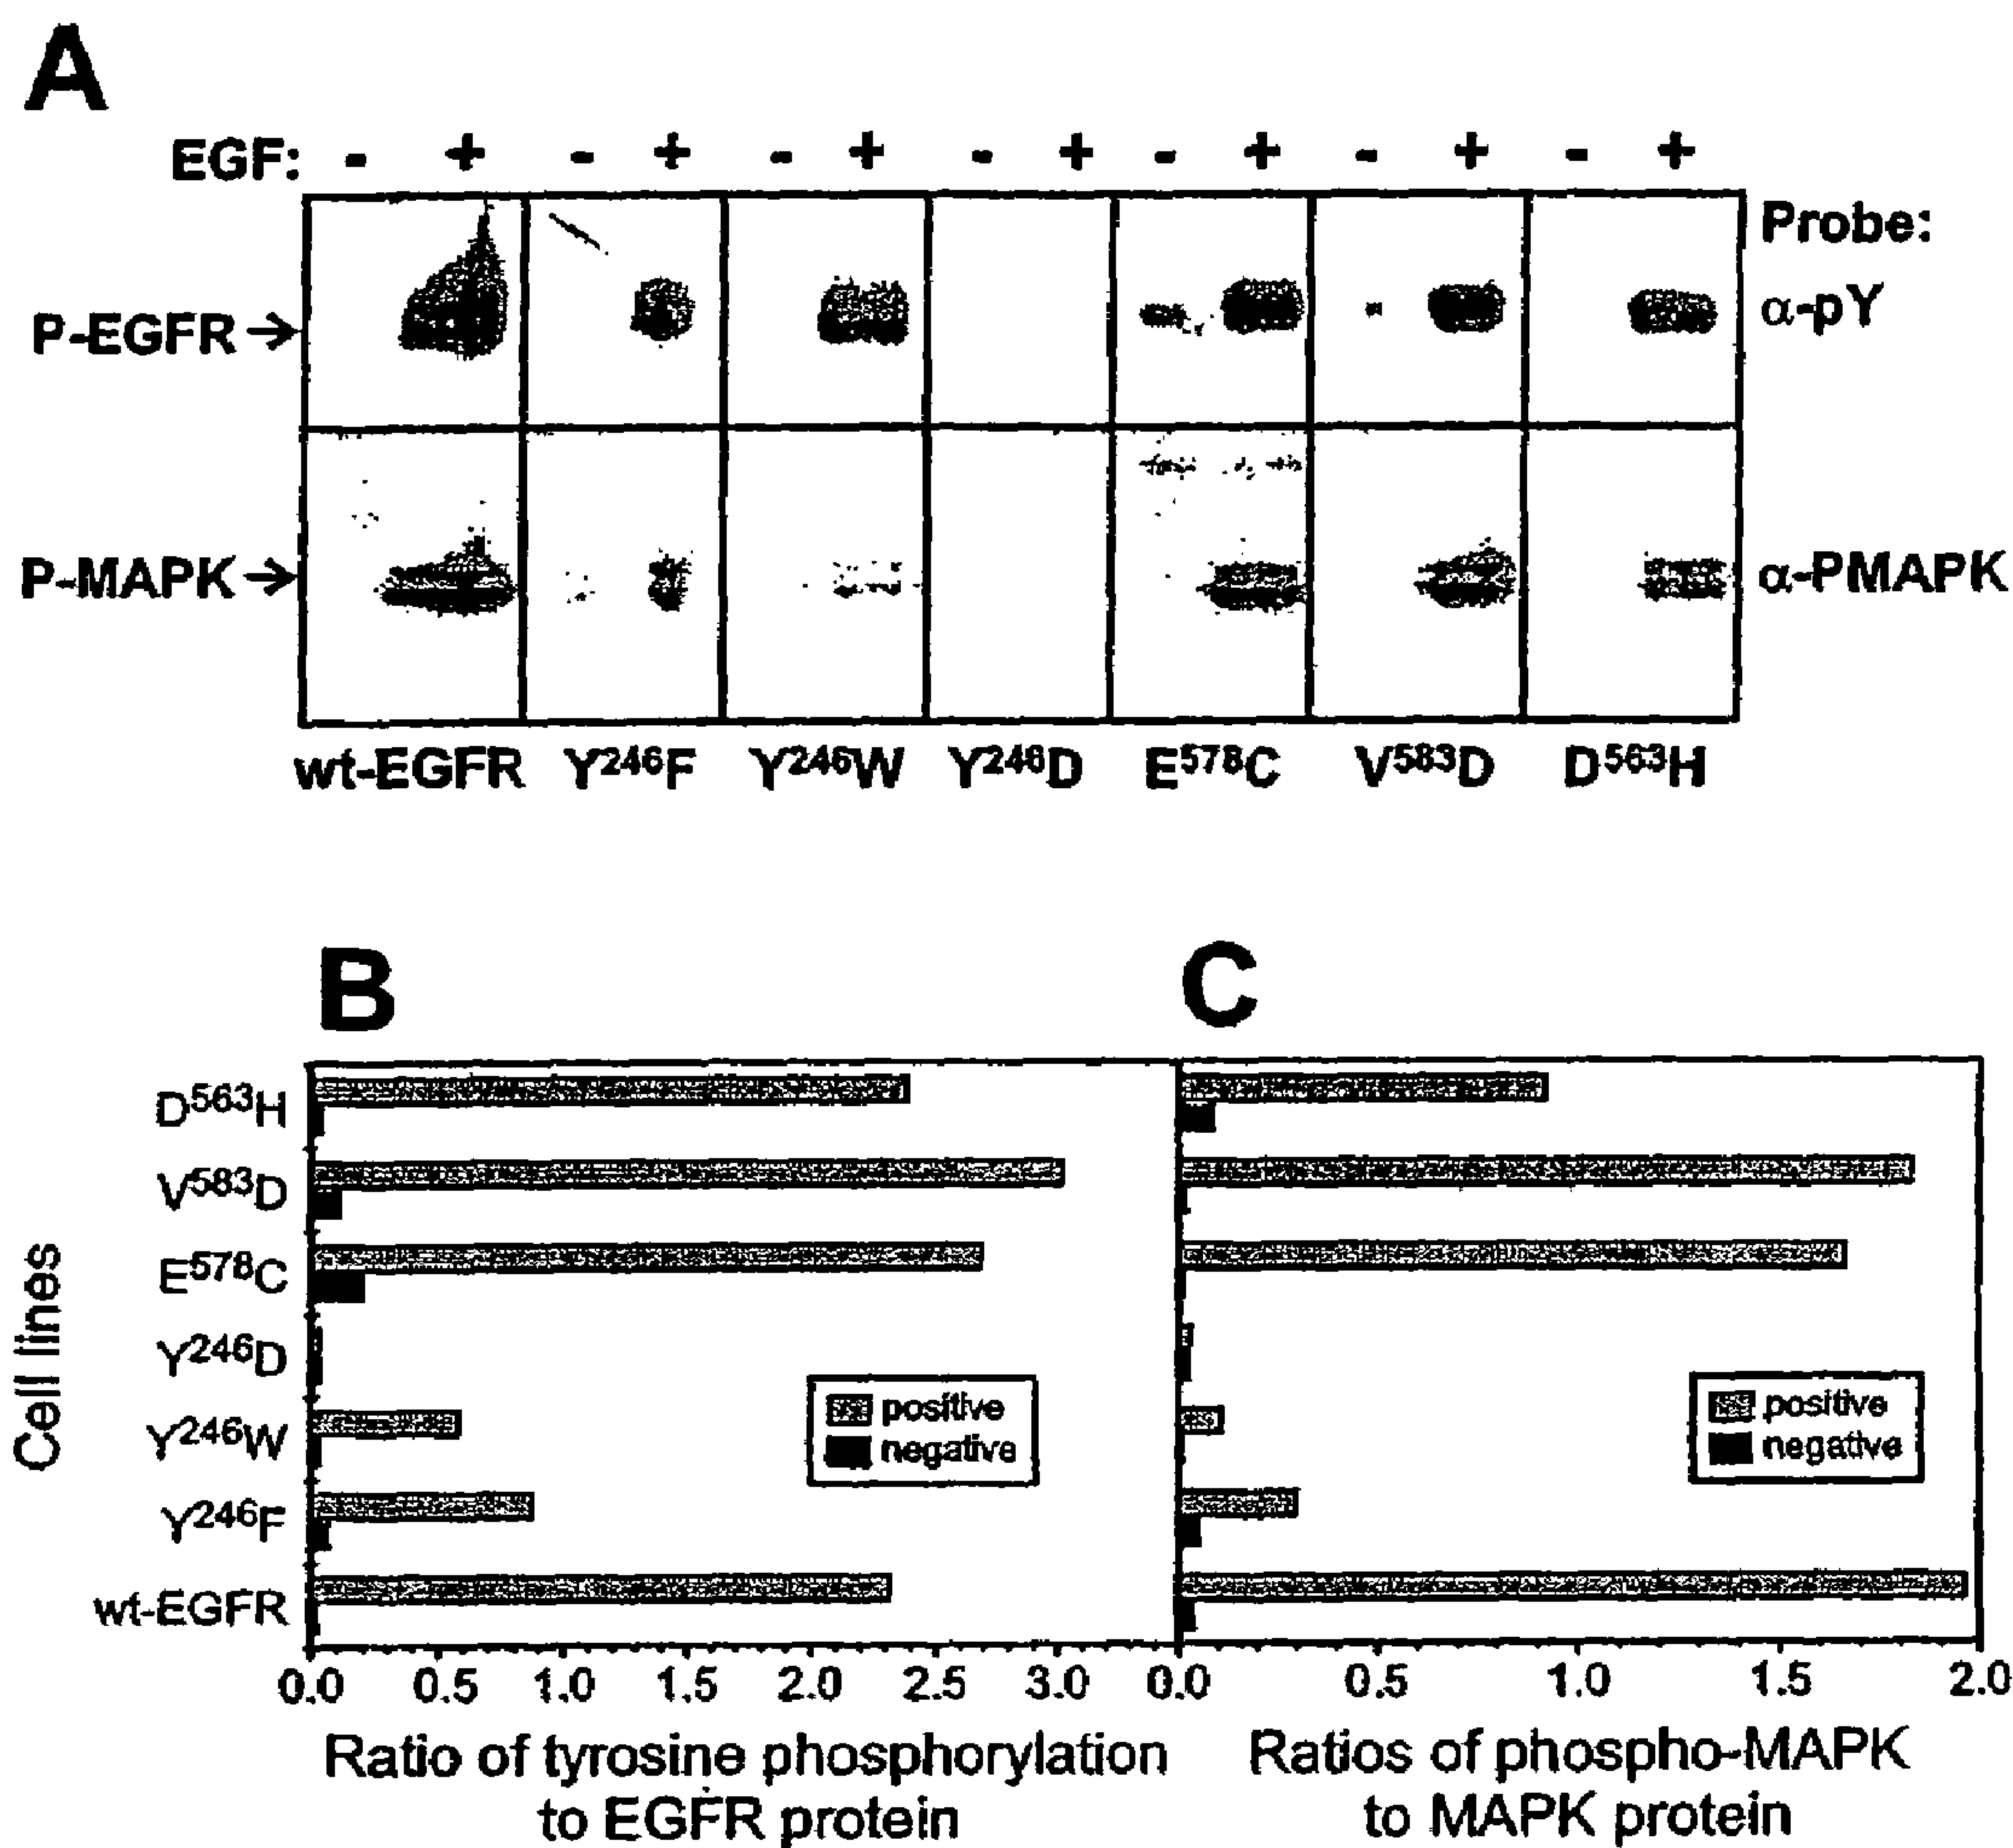 A
EGF: - + - + - + - + - + - + - +
Probe:
P-EGFR → α-pY
P-MAPK → α-PMAPK
wt-EGFR Y246F Y246W Y246D E578C V583D D563H
B C
Cell lines
D563H
V583D
E578C
Y246D
Y246W
Y246F
wt-EGFR
positive
negative
positive
negative
0.0 0.5 1.0 1.5 2.0 2.5 3.0 0.0 0.5 1.0 1.5 2.0
Ratio of tyrosine phosphorylation
to EGFR protein
Ratios of phospho-MAPK
to MAPK protein